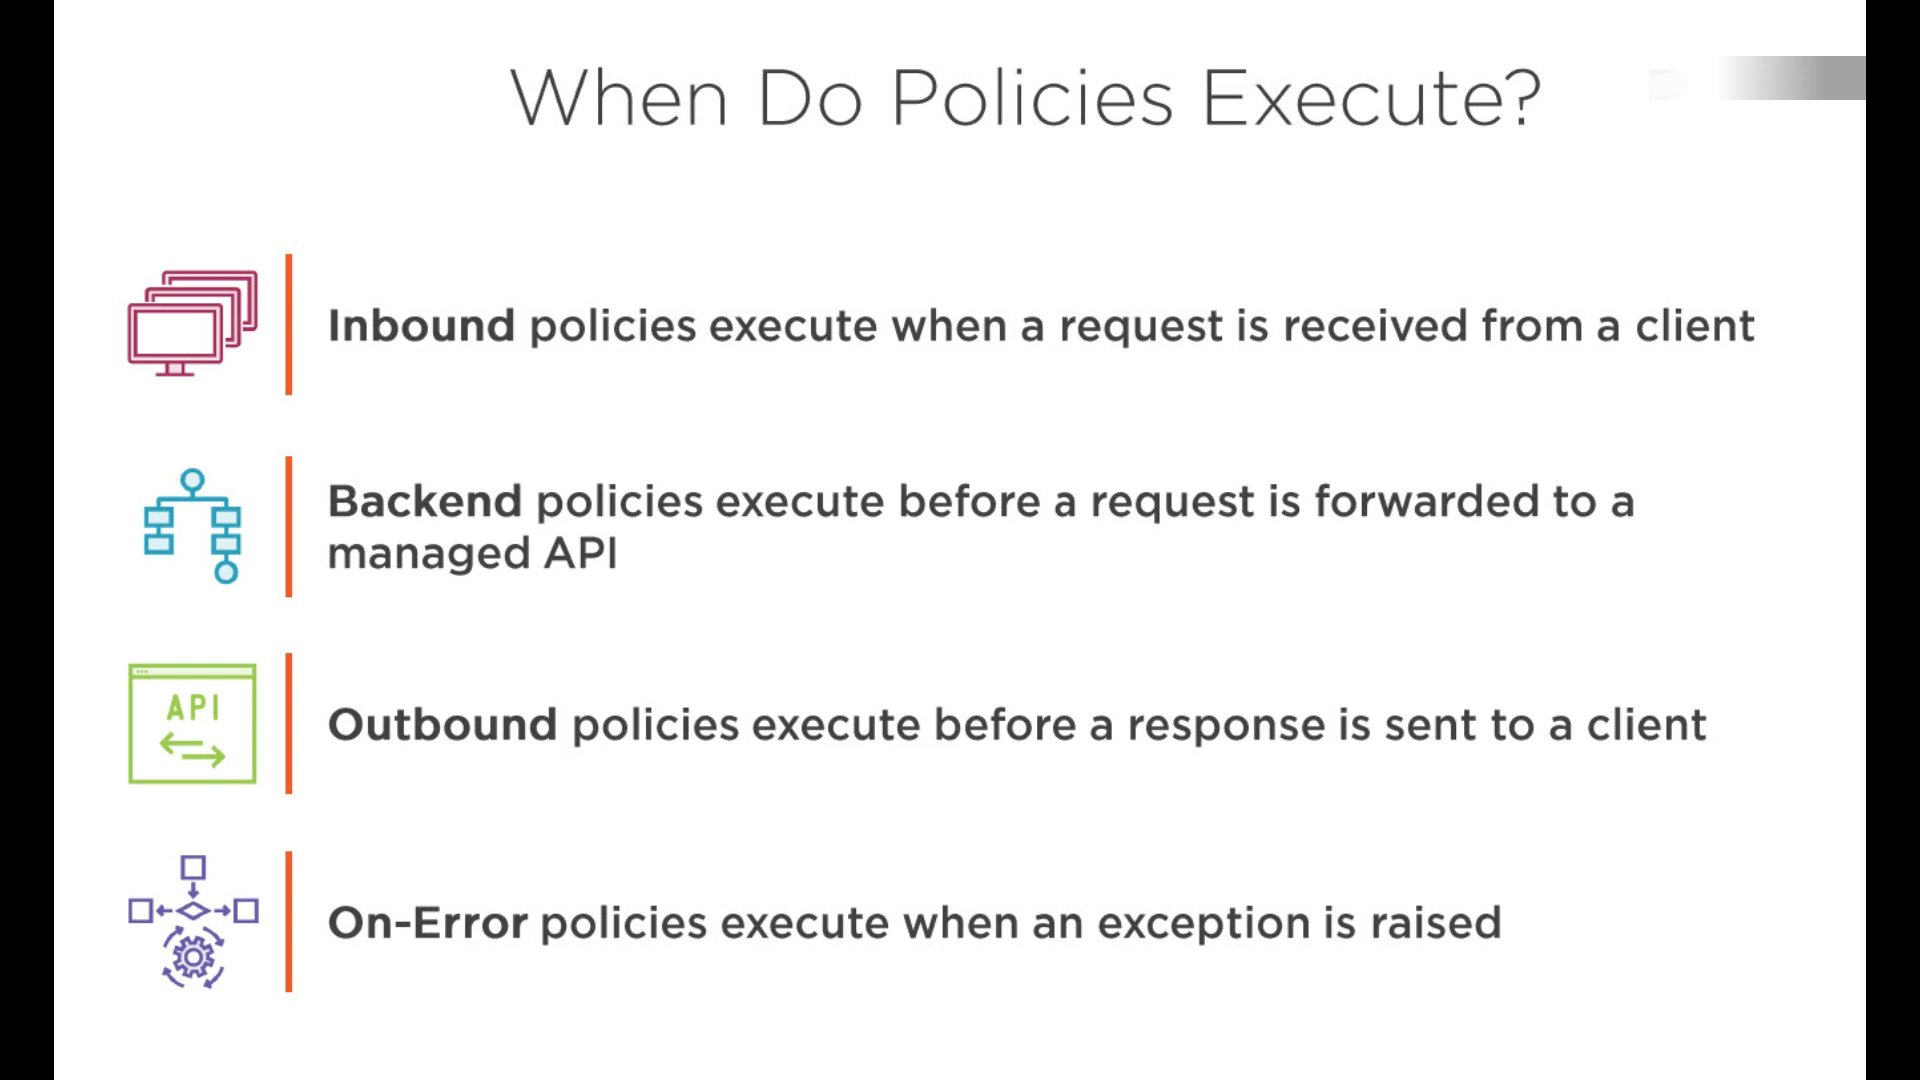 When Do Policies Execute?
Inbound policies execute when a request is received from a client
Backend policies execute before a request is forwarded to a
managed API
API
Outbound policies execute before a response is sent to a client
On-Error policies execute when an exception is raised